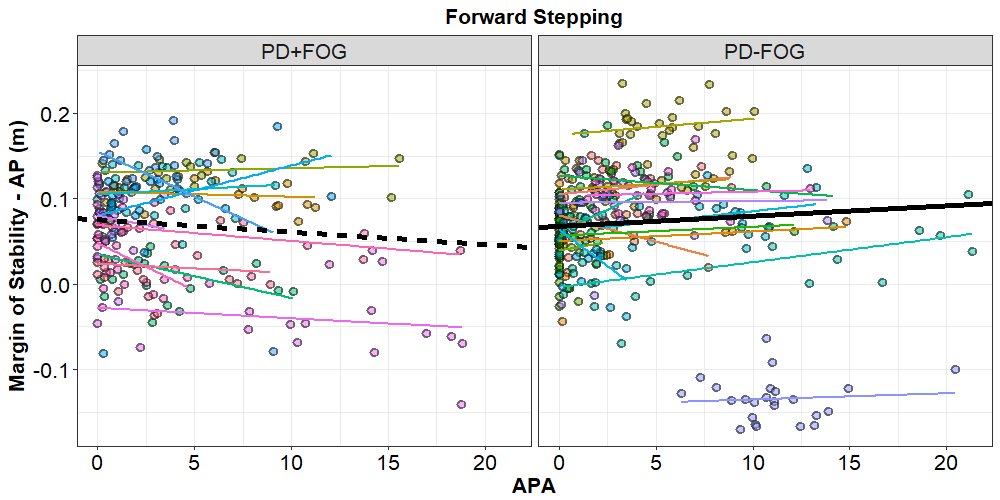 Forward Stepping
PD+FOG PD-FOG
Margin of Stability - AP (m)
0.2
0.1
0.0
-0.1
0 5 10 15 20 0 5 10 15 20
APA